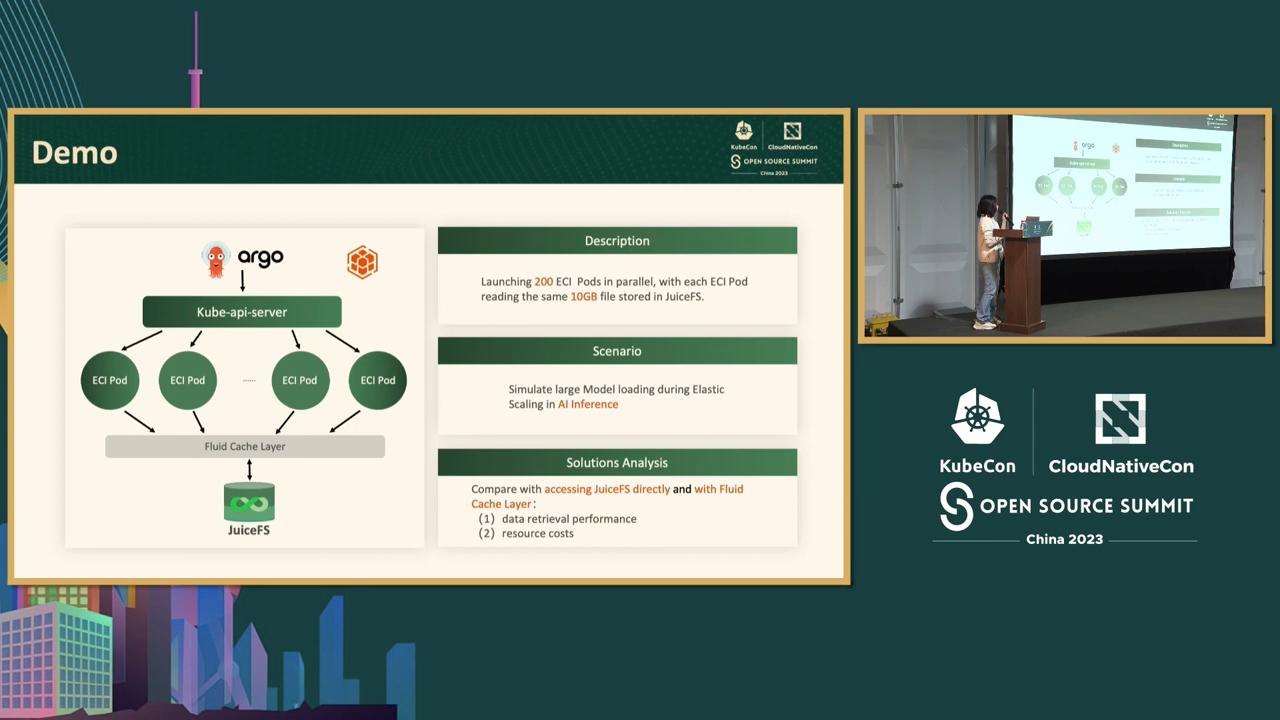 Demo
KubeCon
CloudNativeCon
OPEN SOURCE SUMMIT
China 2023
argo
Kube-api-server
ECI Pod
ECI Pod
......
ECI Pod
ECI Pod
Fluid Cache Layer
JuiceFS
Description
Launching 200 ECI Pods in parallel, with each ECI Pod
reading the same 10GB file stored in JuiceFS.
Scenario
Simulate large Model loading during Elastic
Scaling in AI Inference
Solutions Analysis
Compare with accessing JuiceFS directly and with Fluid
Cache Layer：
(1) data retrieval performance
(2) resource costs
argo
Kube-api-server
KubeCon
CloudNativeCon
OPEN SOURCE SUMMIT
China 2023